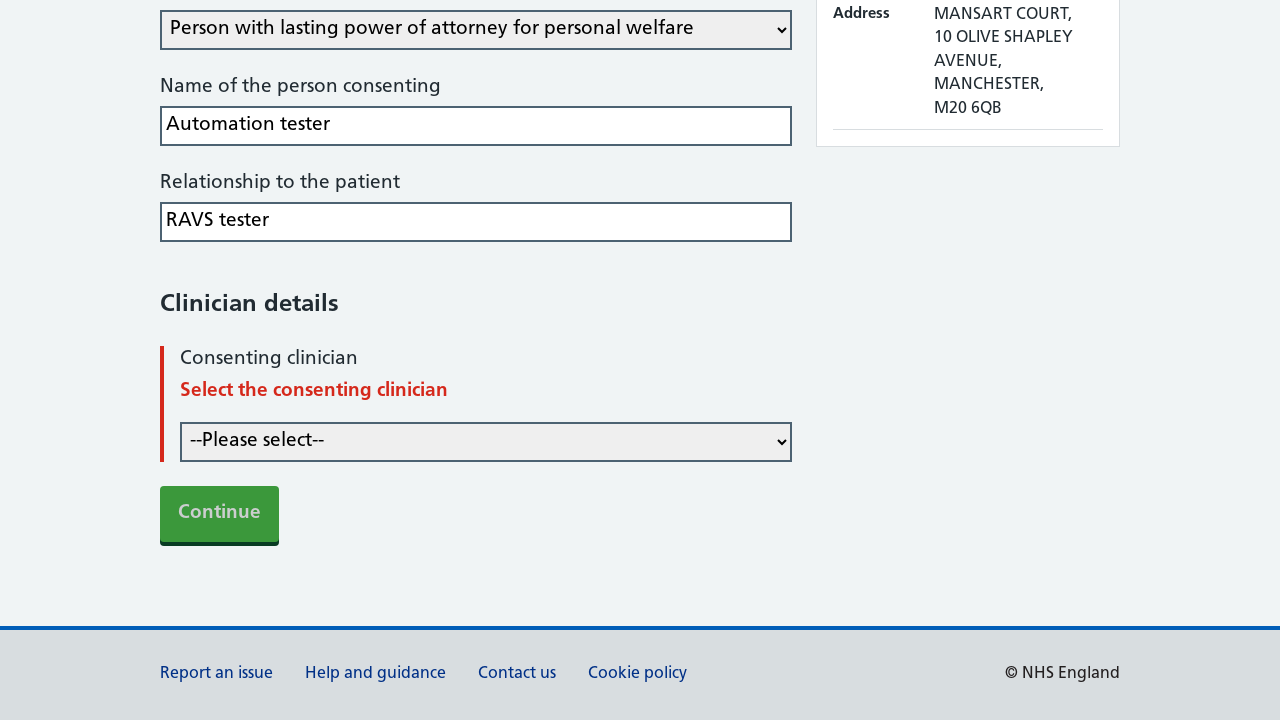 Person with lasting power of attorney for personal welfare
Name of the person consenting
Automation tester
Relationship to the patient
RAVS tester
Clinician details
Consenting clinician
Select the consenting clinician
--Please select--
Continue
Address
MANSART COURT,
10 OLIVE SHAPLEY
AVENUE,
MANCHESTER,
M20 6QB
Report an issue
Help and guidance
Contact us
Cookie policy
© NHS England